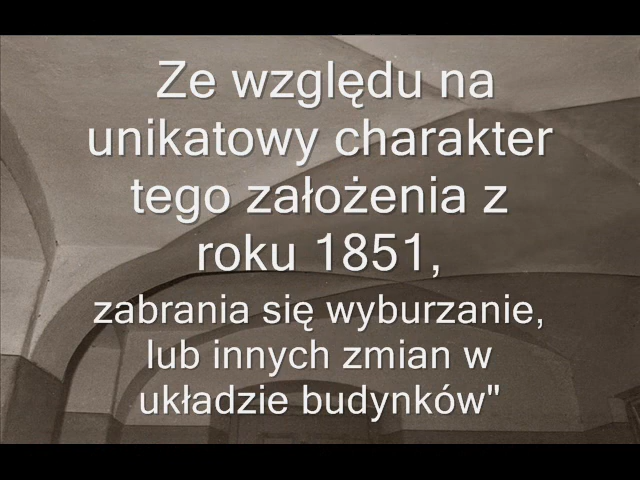 Ze względu na
unikatowy charakter
tego założenia z
roku 1851,
zabrania się wyburzanie,
lub innych zmian w
układzie budynków"